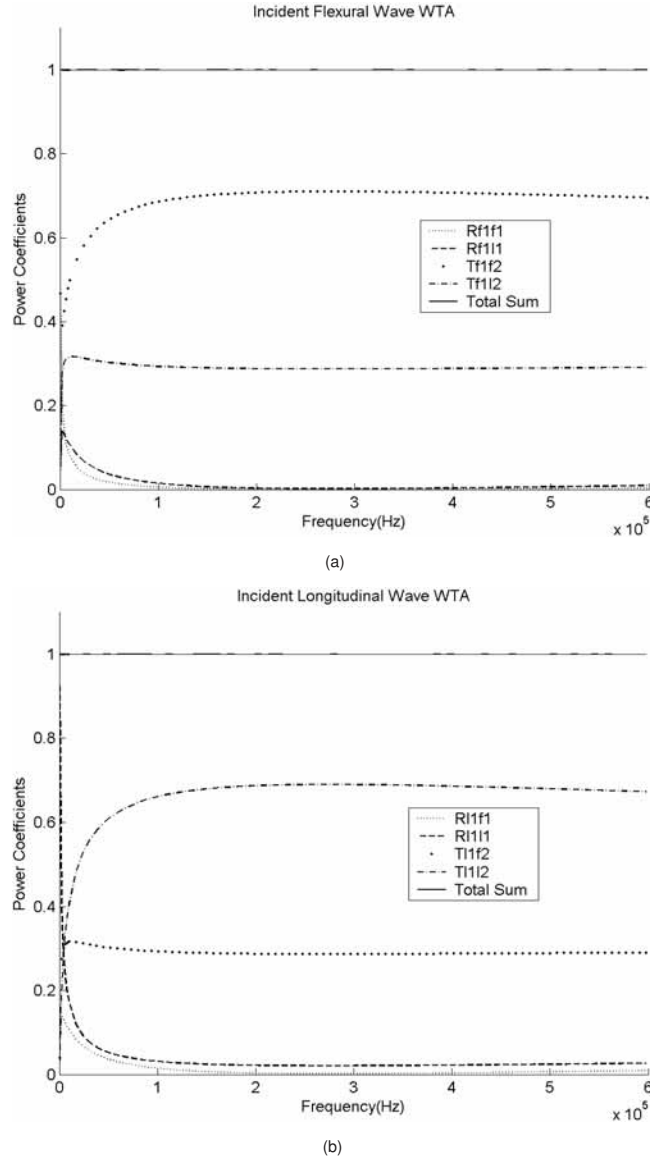 Incident Flexural Wave WTA
Power Coefficients
1
0.8
0.6
0.4
0.2
0
Rf1f1
Rf1l1
Tf1f2
Tf1l2
Total Sum
0 1 2 3 4 5 6
Frequency(Hz)
x 10^5
(a)
Incident Longitudinal Wave WTA
Power Coefficients
1
0.8
0.6
0.4
0.2
0
Rl1f1
Rl1l1
Tl1f2
Tl1l2
Total Sum
0 1 2 3 4 5 6
Frequency(Hz)
x 10^5
(b)